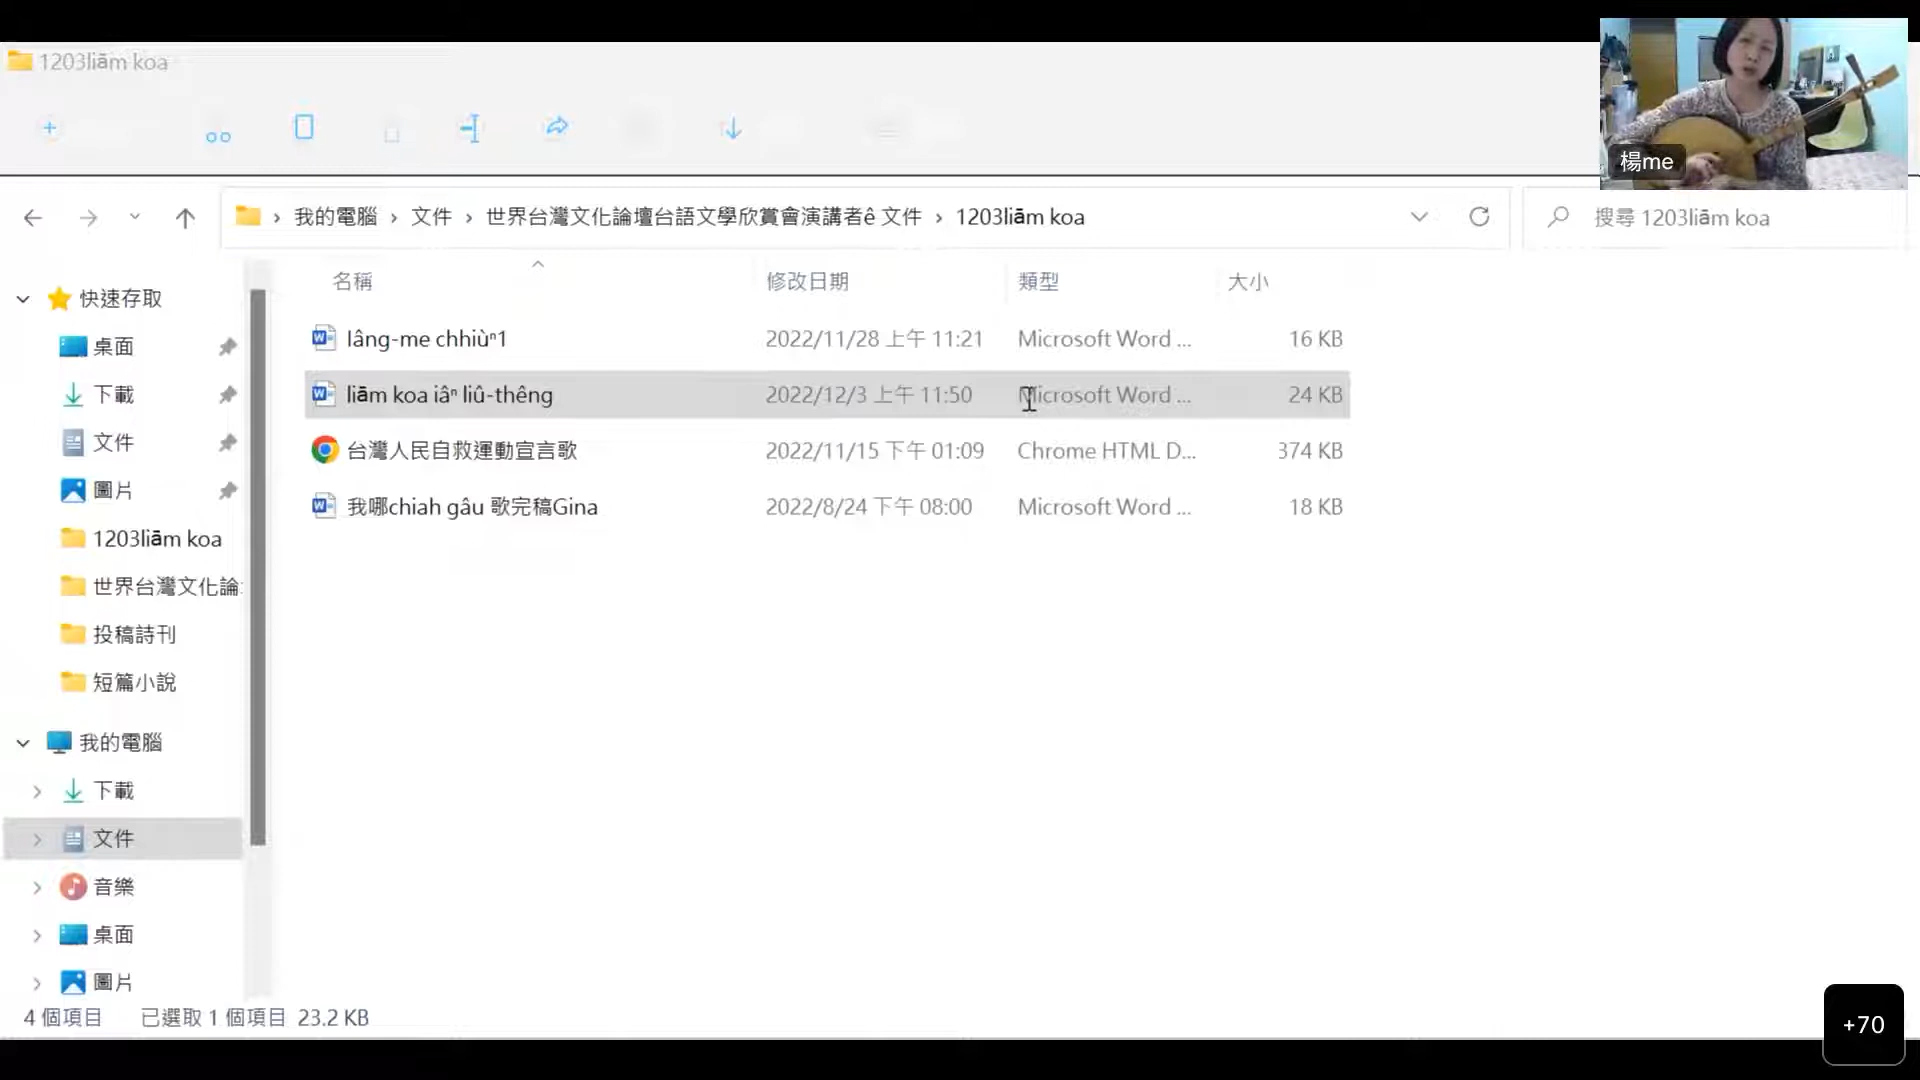 1203liām koa
楊me
我的電腦 › 文件 › 世界台灣文化論壇台語文學欣賞會演講者ê 文件 › 1203liām koa
搜尋 1203liām koa
名稱 修改日期 類型 大小
lâng-me chhiùⁿ1 2022/11/28 上午 11:21 Microsoft Word ... 16 KB
liām koa iâⁿ liû-thêng 2022/12/3 上午 11:50 Microsoft Word ... 24 KB
台灣人民自救運動宣言歌 2022/11/15 下午 01:09 Chrome HTML D... 374 KB
我哪chiah gâu 歌完稿Gina 2022/8/24 下午 08:00 Microsoft Word ... 18 KB
快速存取
桌面
下載
文件
圖片
1203liām koa
世界台灣文化論
投稿詩刊
短篇小說
我的電腦
下載
文件
音樂
桌面
圖片
4 個項目 已選取 1 個項目 23.2 KB
+70